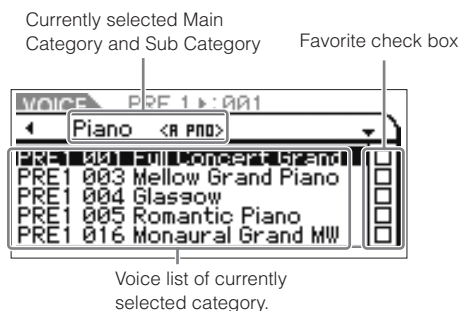 Currently selected Main
Category and Sub Category
Favorite check box
VOICE PRE 1 :001
Piano <A PNO>
PRE1 001 Full Concert Grand
PRE1 003 Mellow Grand Piano
PRE1 004 Glasgow
PRE1 005 Romantic Piano
PRE1 016 Monaural Grand MW
Voice list of currently
selected category.